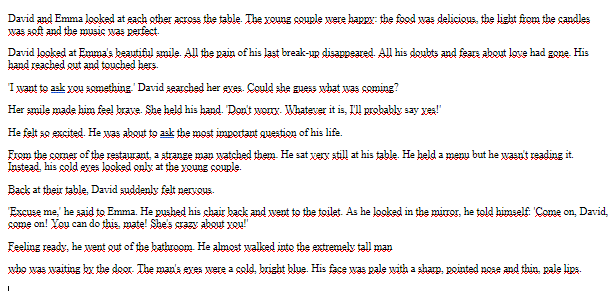 David and Emma looked at each other across the table. The young couple were happy: the food was delicious, the light from the candles
was soft and the music was perfect.
David looked at Emma's beautiful smile. All the pain of his last break-up disappeared. All his doubts and fears about love had gone. His
hand reached out and touched hers.
'I want to ask you something.' David searched her eyes. Could she guess what was coming?
Her smile made him feel brave. She held his hand. 'Don't worry. Whatever it is, I'll probably say yes!'
He felt so excited. He was about to ask the most important question of his life.
From the corner of the restaurant, a strange man watched them. He sat very still at his table. He held a menu but he wasn't reading it.
Instead, his cold eyes looked only at the young couple.
Back at their table, David suddenly felt nervous.
'Excuse me,' he said to Emma. He pushed his chair back and went to the toilet. As he looked in the mirror, he told himself: 'Come on, David,
come on! You can do this, mate! She's crazy about you!'
Feeling ready, he went out of the bathroom. He almost walked into the extremely tall man
who was waiting by the door. The man's eyes were a cold, bright blue. His face was pale with a sharp, pointed nose and thin, pale lips.